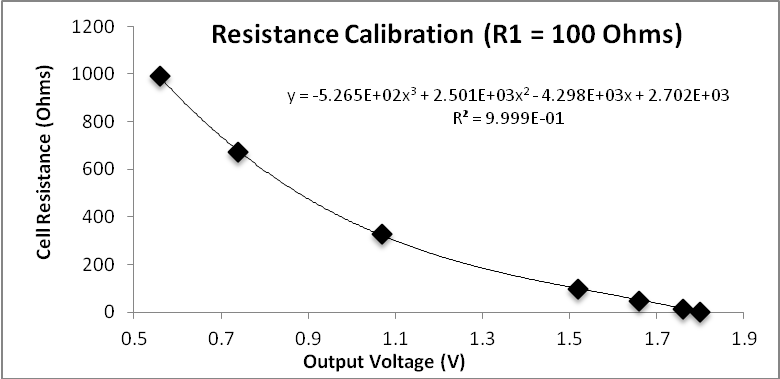 Resistance Calibration (R1 = 100 Ohms)
y = -5.265E+02x³ + 2.501E+03x² - 4.298E+03x + 2.702E+03
R² = 9.999E-01
Cell Resistance (Ohms)
1200
1000
800
600
400
200
0
0.5 0.7 0.9 1.1 1.3 1.5 1.7 1.9
Output Voltage (V)